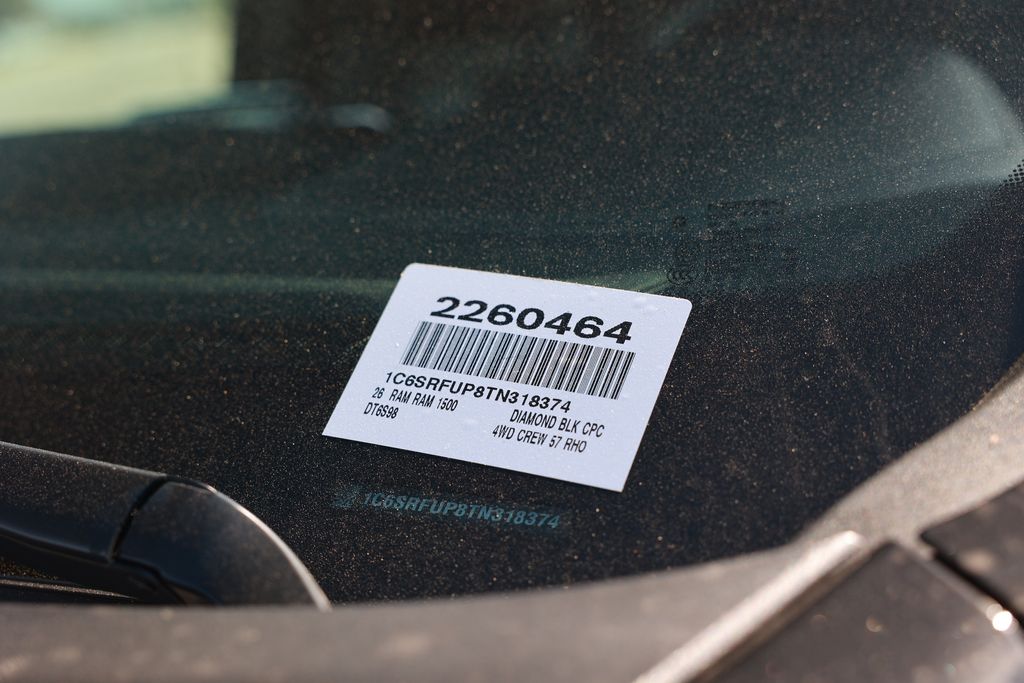 2260464
1C6SRFUP8TN318374
26 RAM RAM 1500 DIAMOND BLK CPC
DT6S98 4WD CREW 57 RHO
1C6SRFUP8TN318374